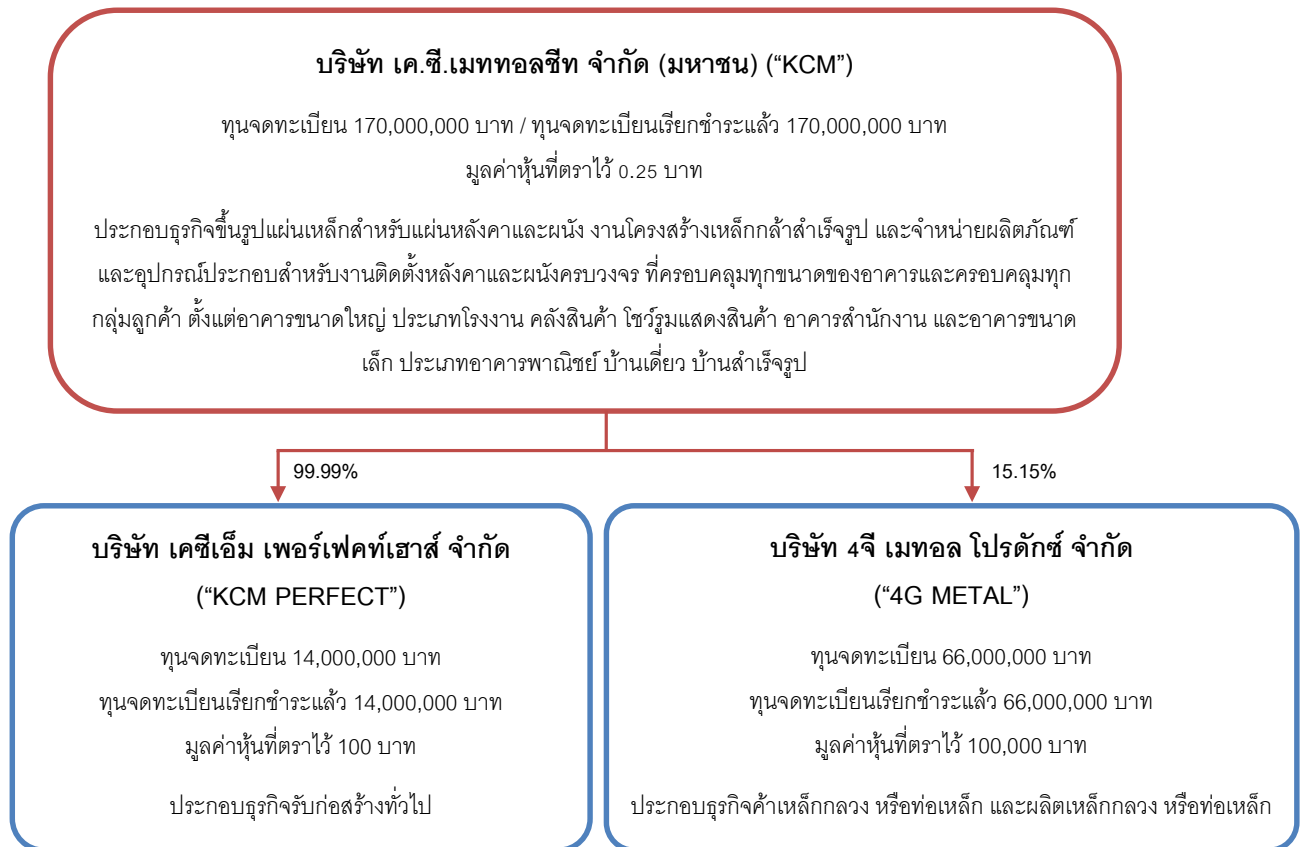 บริษัท เค.ซี.เมททอลชีท จำกัด (มหาชน) (“KCM”)
ทุนจดทะเบียน 170,000,000 บาท / ทุนจดทะเบียนเรียกชำระแล้ว 170,000,000 บาท
มูลค่าหุ้นที่ตราไว้ 0.25 บาท
ประกอบธุรกิจขึ้นรูปแผ่นเหล็กสำหรับแผ่นหลังคาและผนัง งานโครงสร้างเหล็กกล้าสำเร็จรูป และจำหน่ายผลิตภัณฑ์
และอุปกรณ์ประกอบสำหรับงานติดตั้งหลังคาและผนังครบวงจร ที่ครอบคลุมทุกขนาดของอาคารและครอบคลุมทุก
กลุ่มลูกค้า ตั้งแต่อาคารขนาดใหญ่ ประเภทโรงงาน คลังสินค้า โชว์รูมแสดงสินค้า อาคารสำนักงาน และอาคารขนาด
เล็ก ประเภทอาคารพาณิชย์ บ้านเดี่ยว บ้านสำเร็จรูป
99.99%
15.15%
บริษัท เคซีเอ็ม เพอร์เฟคท์เฮาส์ จำกัด
(“KCM PERFECT”)
ทุนจดทะเบียน 14,000,000 บาท
ทุนจดทะเบียนเรียกชำระแล้ว 14,000,000 บาท
มูลค่าหุ้นที่ตราไว้ 100 บาท
ประกอบธุรกิจรับก่อสร้างทั่วไป
บริษัท 4จี เมทอล โปรดักซ์ จำกัด
(“4G METAL”)
ทุนจดทะเบียน 66,000,000 บาท
ทุนจดทะเบียนเรียกชำระแล้ว 66,000,000 บาท
มูลค่าหุ้นที่ตราไว้ 100,000 บาท
ประกอบธุรกิจค้าเหล็กกลวง หรือท่อเหล็ก และผลิตเหล็กกลวง หรือท่อเหล็ก